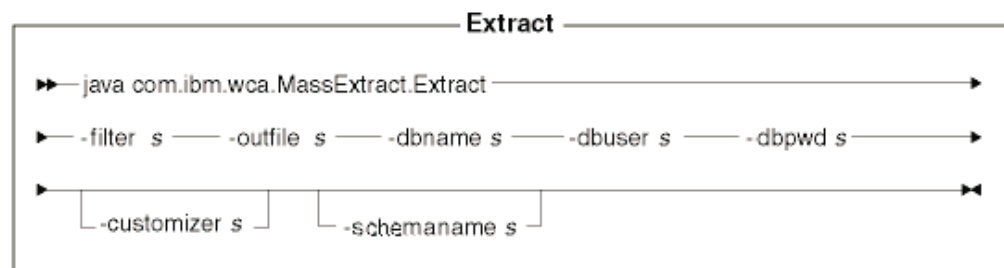 Extract
java com.ibm.wca.MassExtract.Extract
-filter s -outfile s -dbname s -dbuser s -dbpwd s
-customizer s -schemaname s